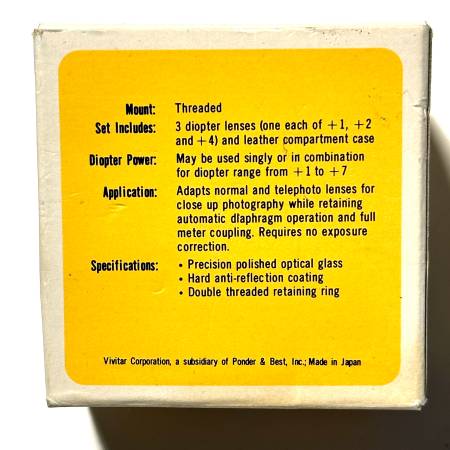 Mount: Threaded
Set Includes: 3 diopter lenses (one each of +1, +2
and +4) and leather compartment case
Diopter Power: May be used singly or in combination
for diopter range from +1 to +7
Application: Adapts normal and telephoto lenses for
close up photography while retaining
automatic diaphragm operation and full
meter coupling. Requires no exposure
correction.
Specifications: • Precision polished optical glass
• Hard anti-reflection coating
• Double threaded retaining ring
Vivitar Corporation, a subsidiary of Ponder & Best, Inc.; Made in Japan